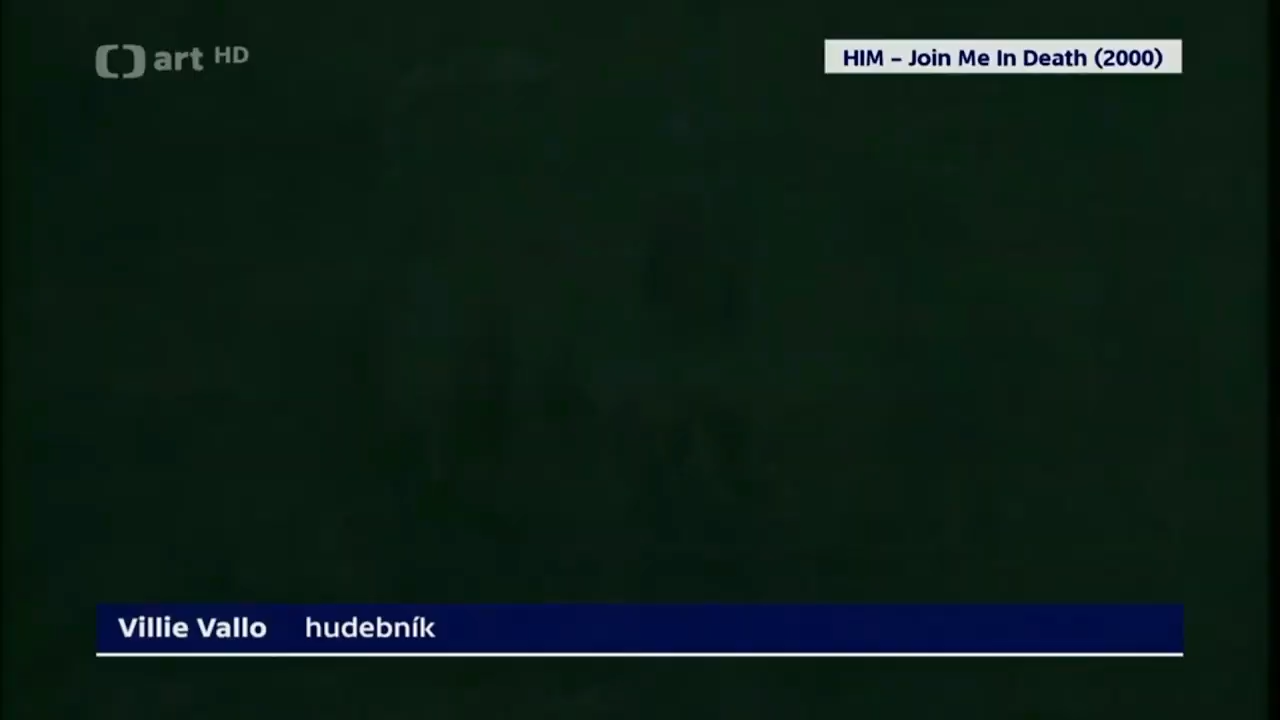 art HD
HIM – Join Me In Death (2000)
Villie Vallo hudebník